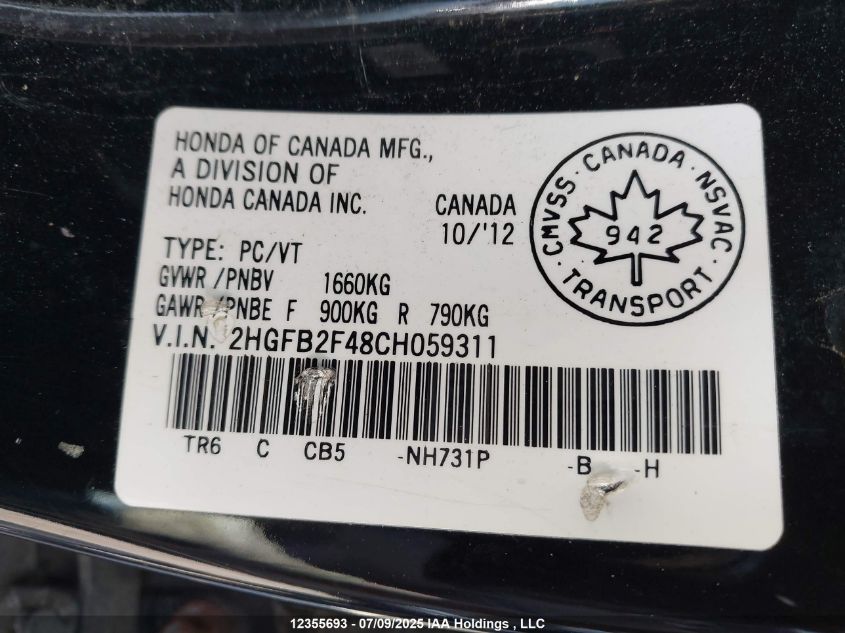 HONDA OF CANADA MFG.,
A DIVISION OF
HONDA CANADA INC.
CANADA
10/'12
TYPE: PC/VT
GVWR /PNBV 1660KG
GAWR /PNBE F 900KG R 790KG
V.I.N. 2HGFB2F48CH059311
TR6 C CB5 -NH731P -B -H
CMVSS · CANADA · NSVAC · TRANSPORT ·
942
12355693 - 07/09/2025 IAA Holdings , LLC